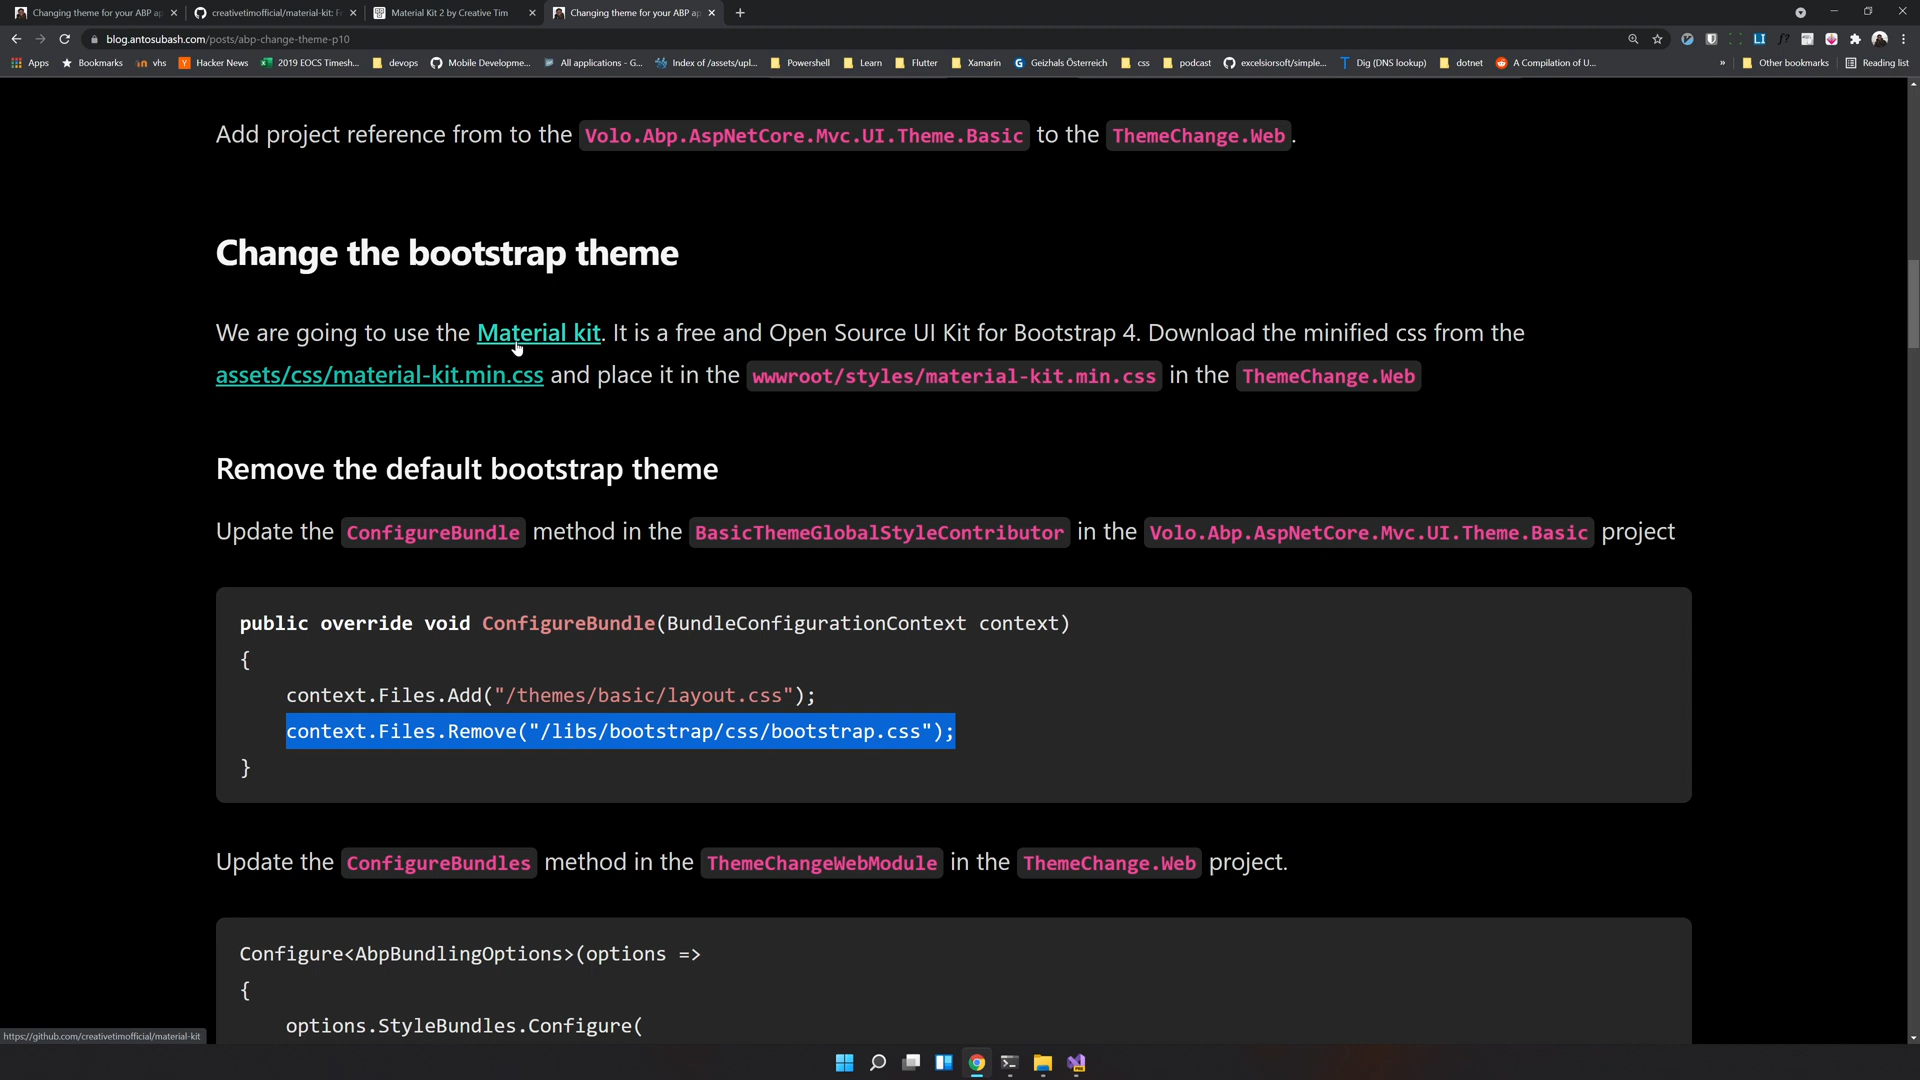 Changing theme for your ABP ap
creativetimofficial/material-kit: F
Material Kit 2 by Creative Tim
Changing theme for your ABP ap
blog.antosubash.com/posts/abp-change-theme-p10
Apps
Bookmarks
vhs
Hacker News
2019 EOCS Timesh...
devops
Mobile Developme...
All applications - G...
Index of /assets/upl...
Powershell
Learn
Flutter
Xamarin
Geizhals Österreich
css
podcast
excelsiorsoft/simple...
Dig (DNS lookup)
dotnet
A Compilation of U...
»
Other bookmarks
Reading list
Add project reference from to the Volo.Abp.AspNetCore.Mvc.UI.Theme.Basic to the ThemeChange.Web.
Change the bootstrap theme
We are going to use the Material kit. It is a free and Open Source UI Kit for Bootstrap 4. Download the minified css from the
assets/css/material-kit.min.css and place it in the wwwroot/styles/material-kit.min.css in the ThemeChange.Web
Remove the default bootstrap theme
Update the ConfigureBundle method in the BasicThemeGlobalStyleContributor in the Volo.Abp.AspNetCore.Mvc.UI.Theme.Basic project
public override void ConfigureBundle(BundleConfigurationContext context)
{
context.Files.Add("/themes/basic/layout.css");
context.Files.Remove("/libs/bootstrap/css/bootstrap.css");
}
Update the ConfigureBundles method in the ThemeChangeWebModule in the ThemeChange.Web project.
Configure<AbpBundlingOptions>(options =>
{
options.StyleBundles.Configure(
https://github.com/creativetimofficial/material-kit